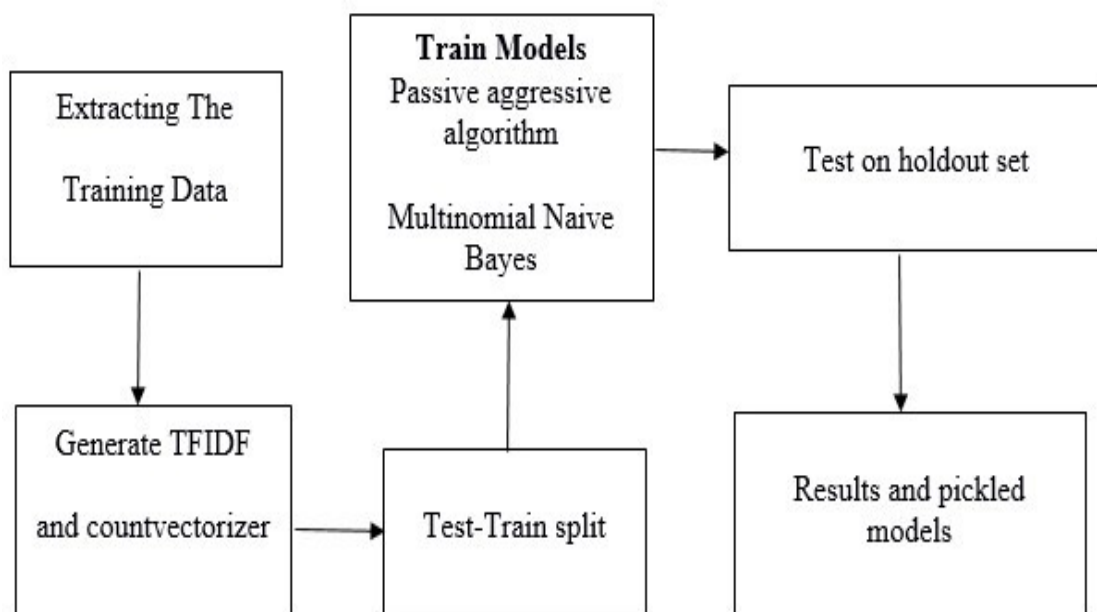 Extracting The
Training Data
Generate TFIDF
and countvectorizer
Test-Train split
Train Models
Passive aggressive
algorithm
Multinomial Naive
Bayes
Test on holdout set
Results and pickled
models